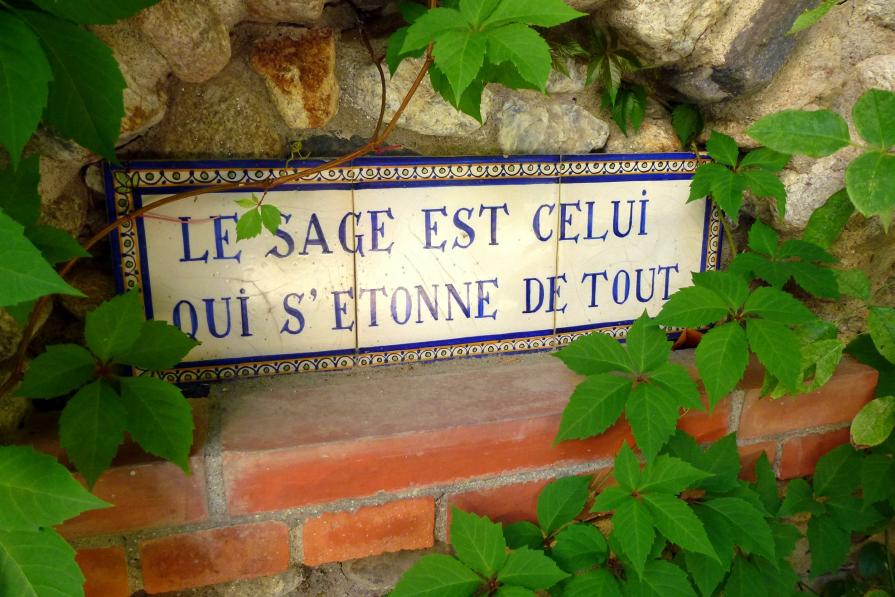 LE SAGE EST CELUI
QUI S'ETONNE DE TOUT